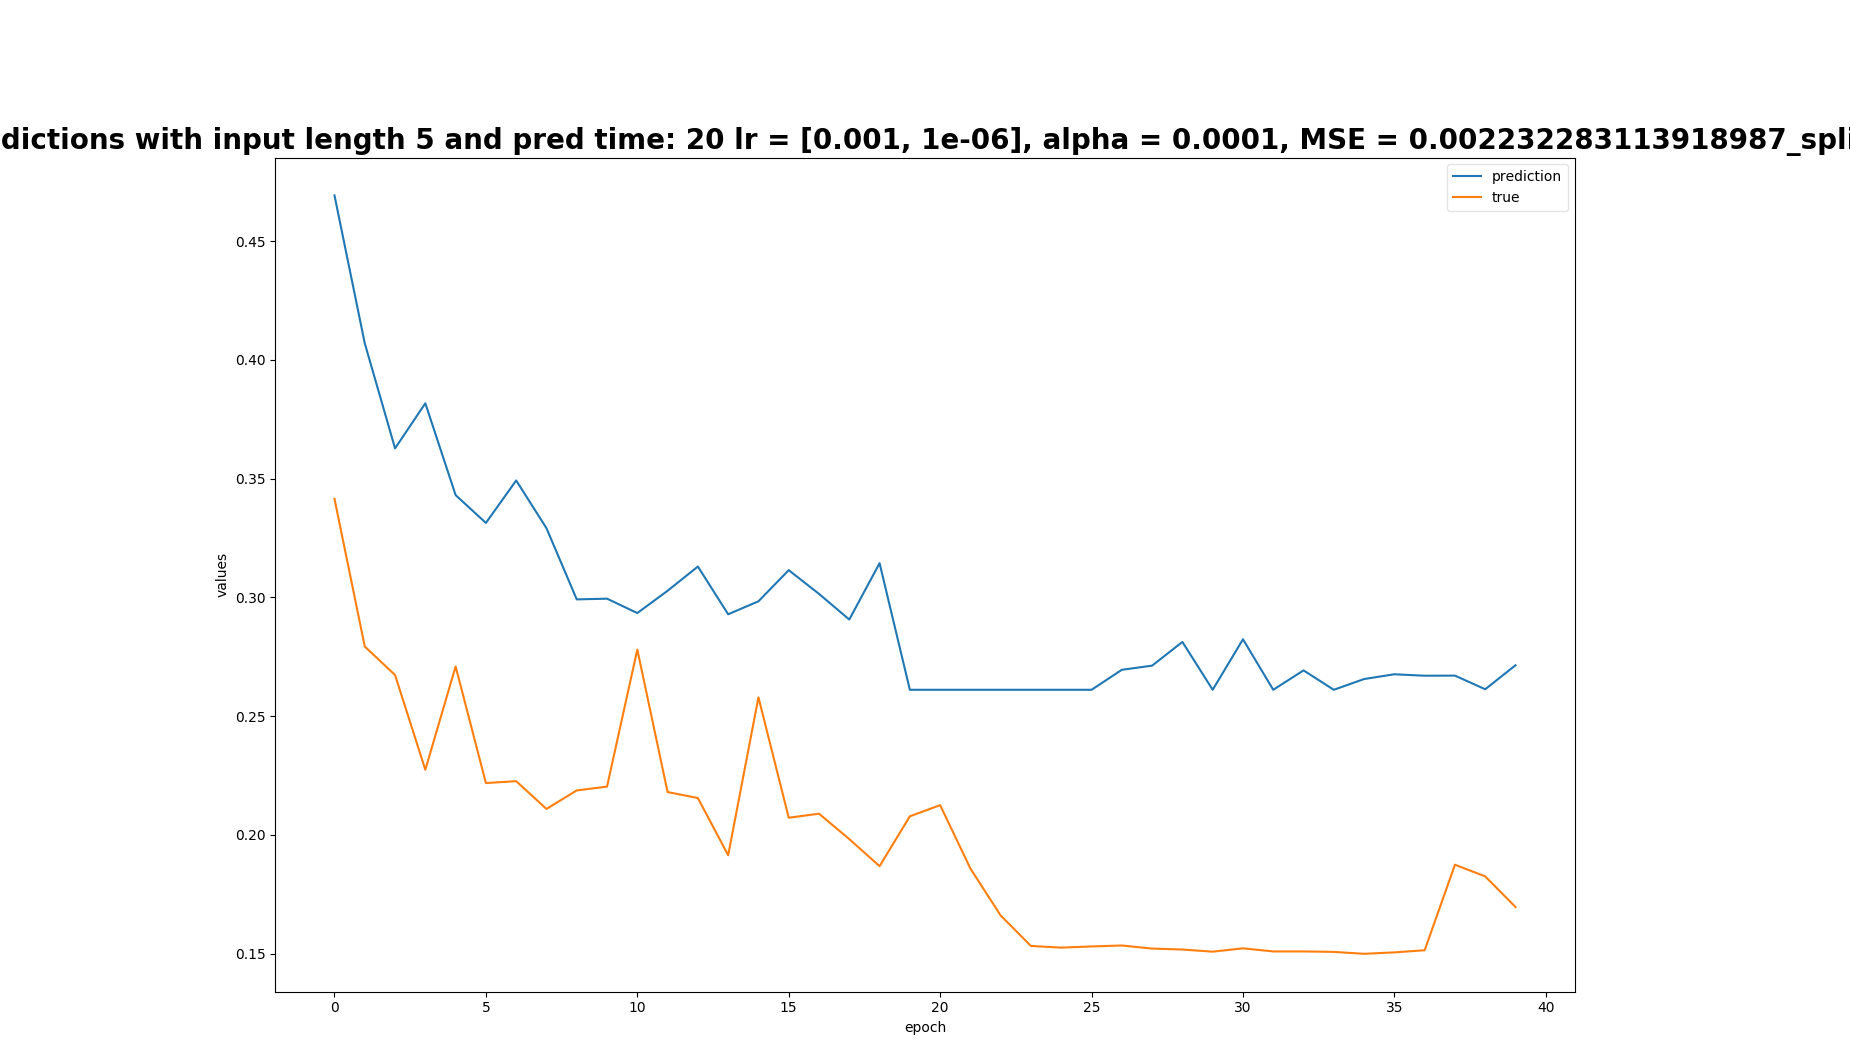 dictions with input length 5 and pred time: 20 lr = [0.001, 1e-06], alpha = 0.0001, MSE = 0.002232283113918987_spli
prediction
true
0.45
0.40
0.35
0.30
0.25
0.20
0.15
values
0 5 10 15 20 25 30 35 40
epoch